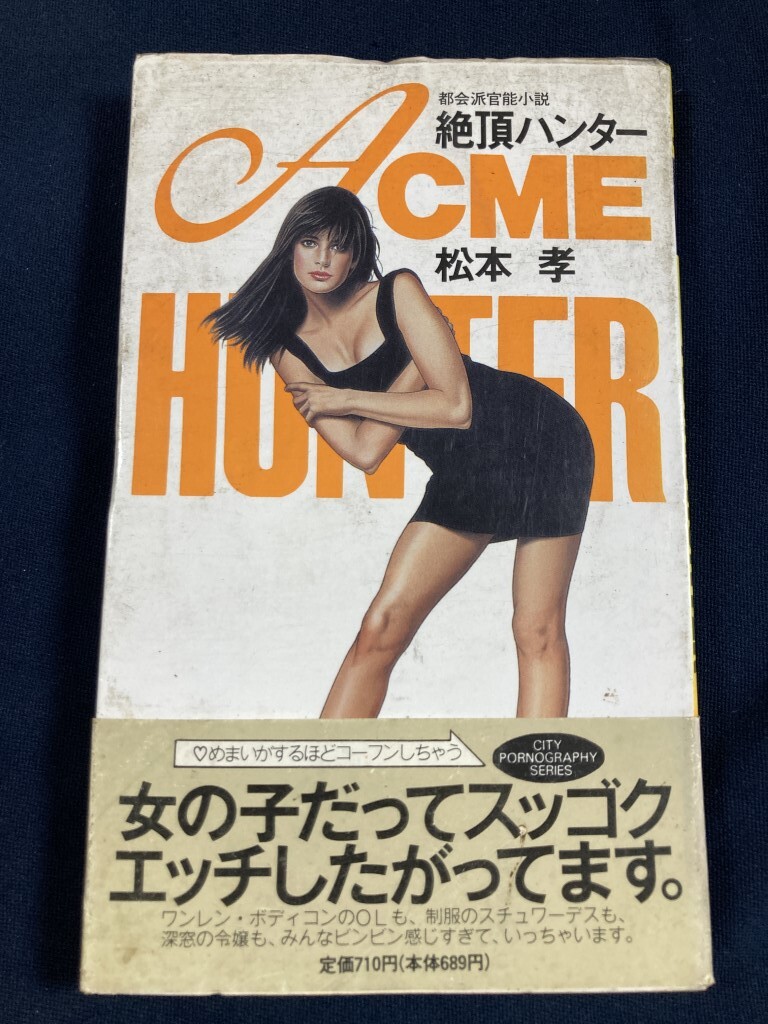 都会派官能小説
絶頂ハンター
ACME
松本 孝
HUNTER
♡めまいがするほどコーフンしちゃう
CITY
PORNOGRAPHY
SERIES
女の子だってスッゴク
エッチしたがってます。
ワンレン・ボディコンのOLも、制服のスチュワーデスも、
深窓の令嬢も、みんなビンビン感じすぎて、いっちゃいます。
定価710円(本体689円)